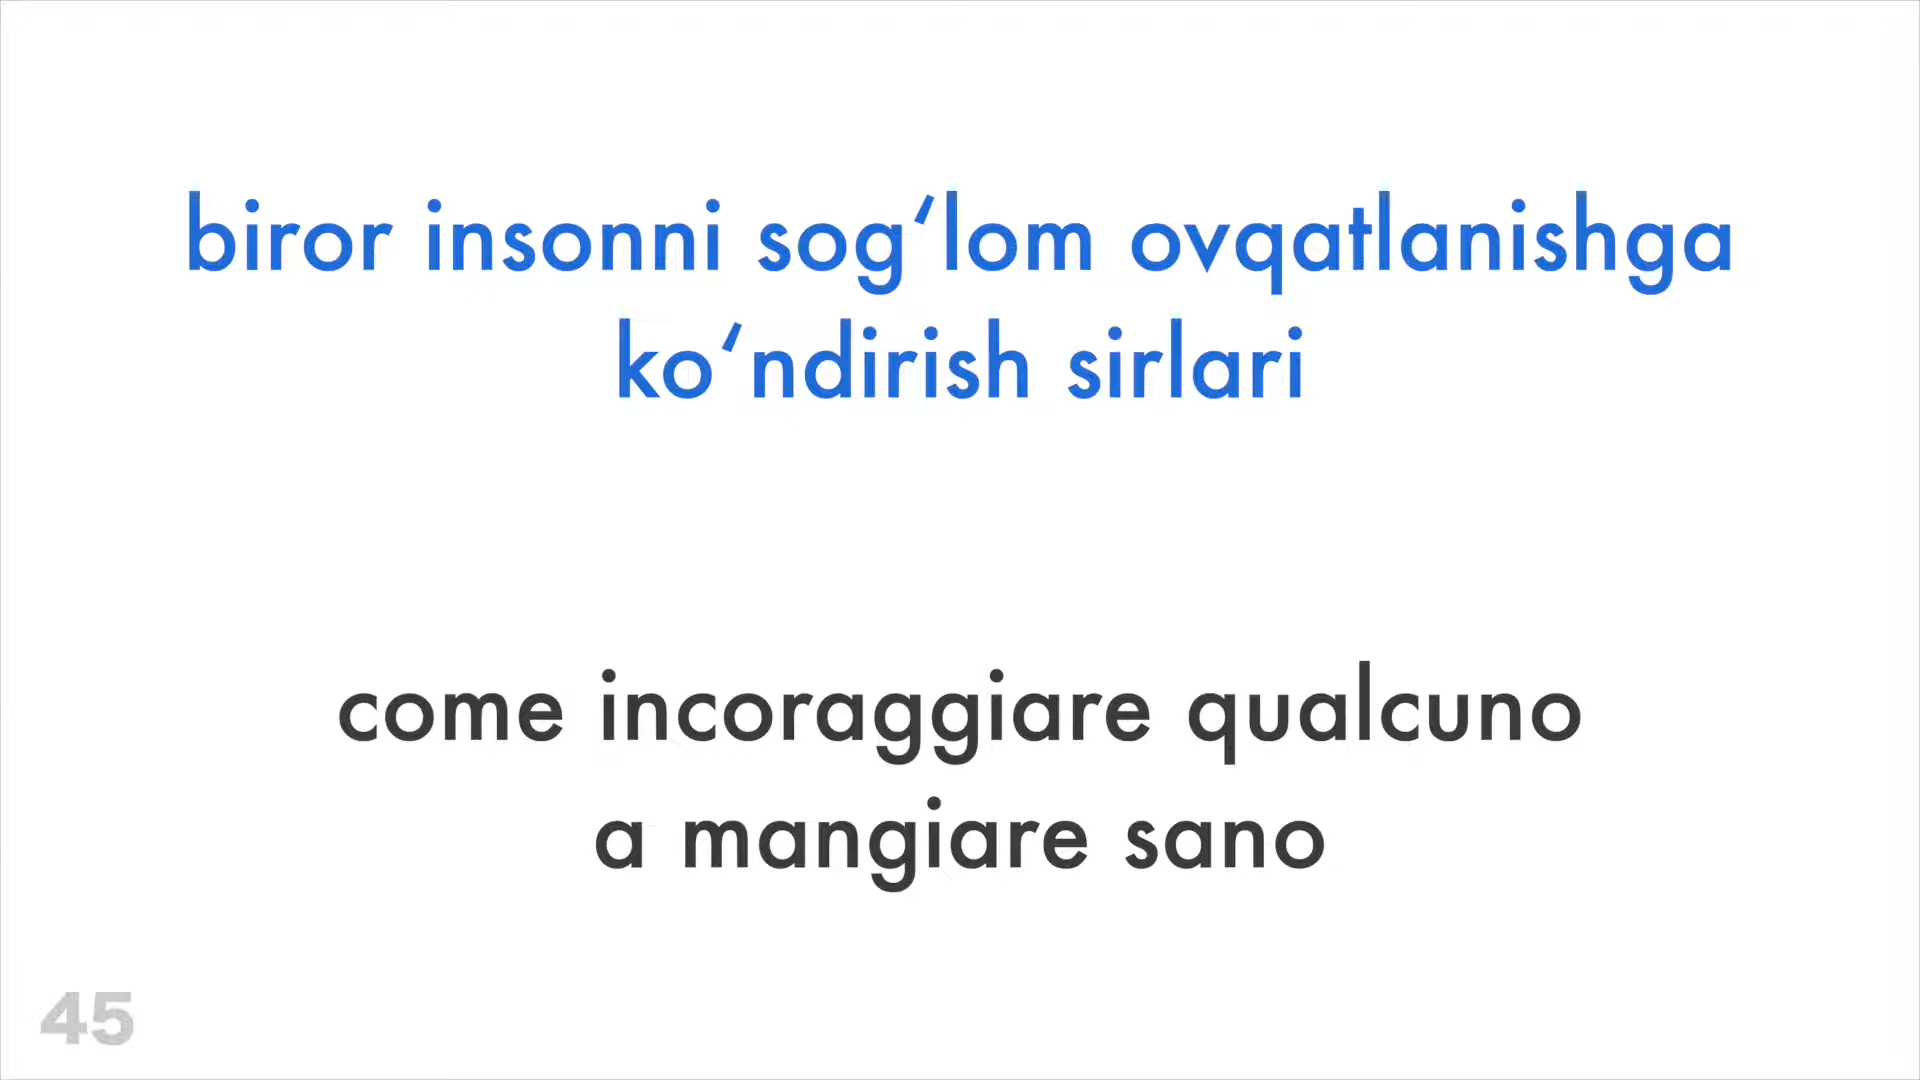 biror insonni sog‘lom ovqatlanishga
ko‘ndirish sirlari
come incoraggiare qualcuno
a mangiare sano
45